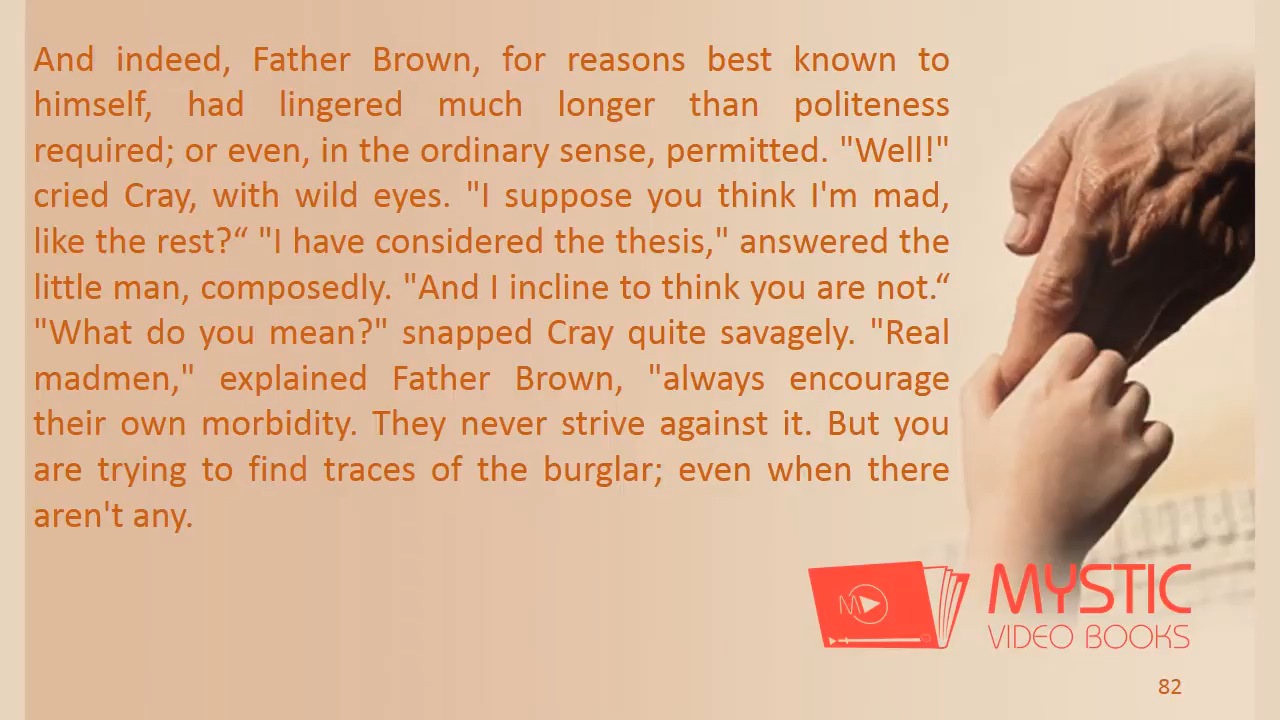 And indeed, Father Brown, for reasons best known to
himself, had lingered much longer than politeness
required; or even, in the ordinary sense, permitted. "Well!"
cried Cray, with wild eyes. "I suppose you think I'm mad,
like the rest?“ "I have considered the thesis," answered the
little man, composedly. "And I incline to think you are not.“
"What do you mean?" snapped Cray quite savagely. "Real
madmen," explained Father Brown, "always encourage
their own morbidity. They never strive against it. But you
are trying to find traces of the burglar; even when there
aren't any.
M
MYSTIC
VIDEO BOOKS
82